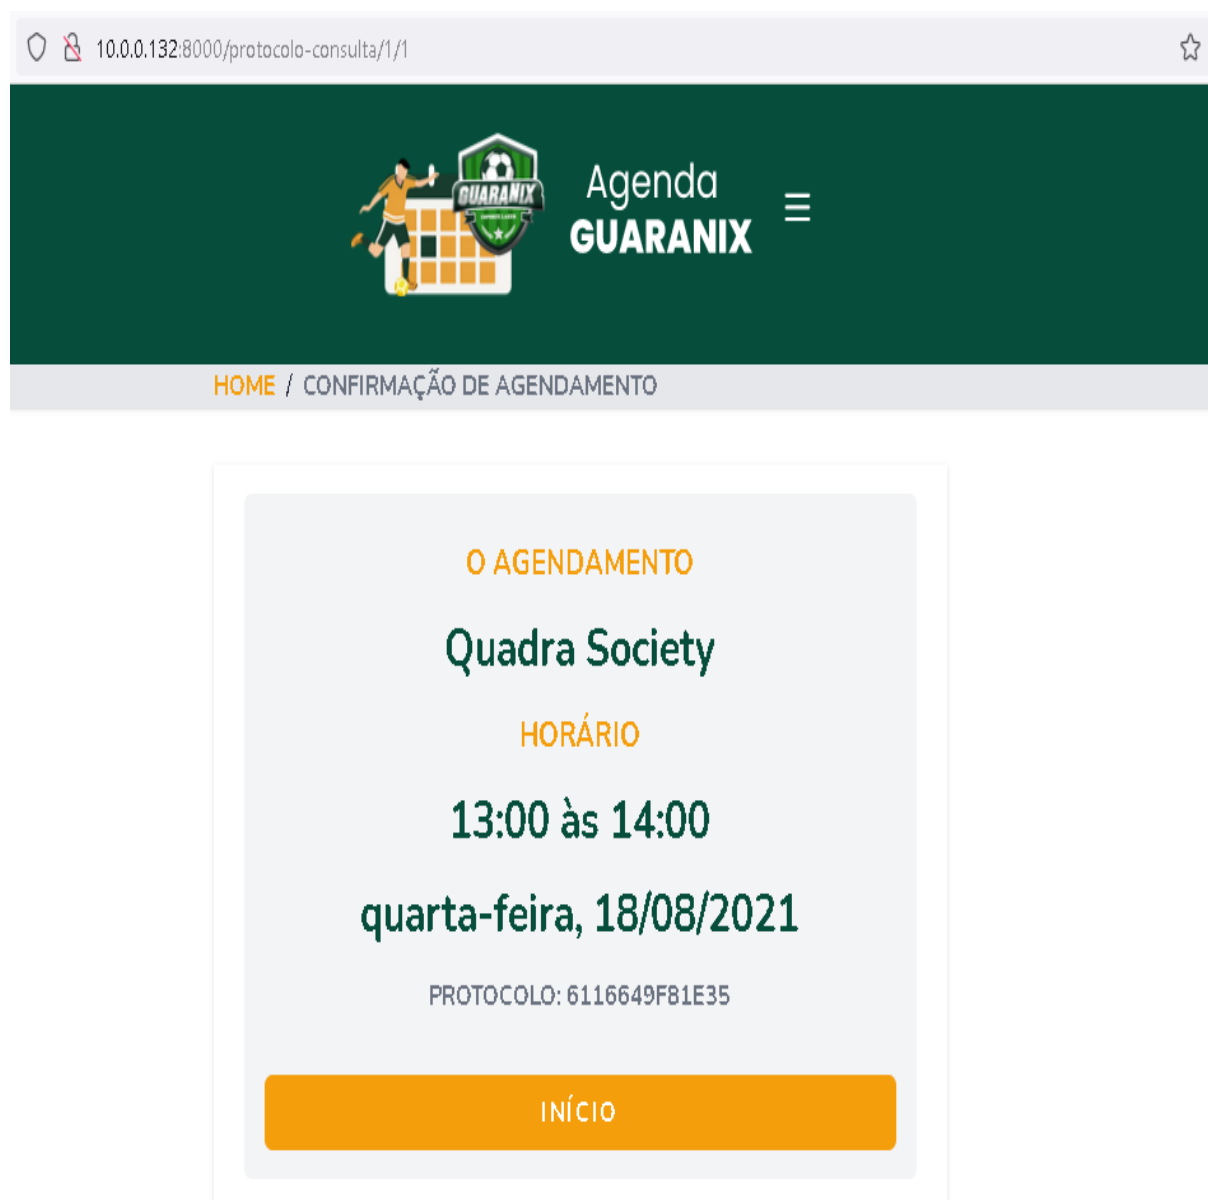 10.0.0.132:8000/protocolo-consulta/1/1
GUARANIX
Agenda
GUARANIX
HOME / CONFIRMAÇÃO DE AGENDAMENTO
O AGENDAMENTO
Quadra Society
HORÁRIO
13:00 às 14:00
quarta-feira, 18/08/2021
PROTOCOLO: 6116649F81E35
INÍCIO